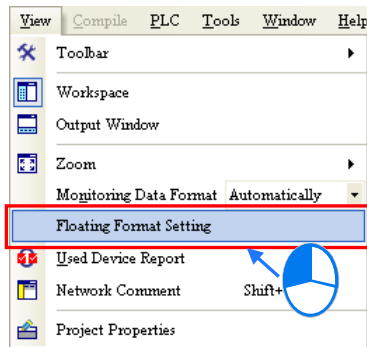 View Compile PLC Tools Window Help
Toolbar
Workspace
Output Window
Zoom
Monitoring Data Format Automatically
Floating Format Setting
Used Device Report
Network Comment Shift+
Project Properties